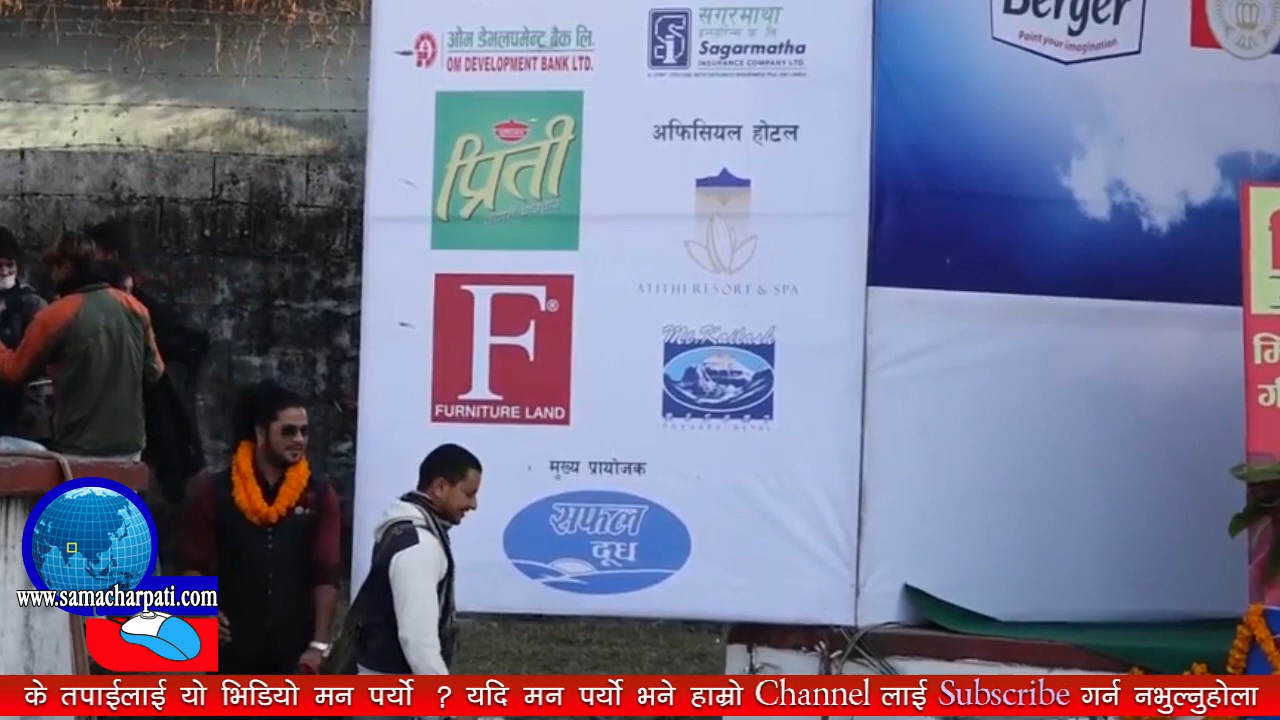 ओम डेभलपमेन्ट बैंक लि.
OM DEVELOPMENT BANK LTD.
सगरमाथा
इन्स्योरेन्स कं लि
Sagarmatha
INSURANCE COMPANY LTD.
Berger
Paint your imagination
प्रिती
अफिसियल होटल
ATITHI RESORT & SPA
F®
FURNITURE LAND
Mt.Kailash
मुख्य प्रायोजक
सफल
दूध
www.samacharpati.com
के तपाईलाई यो भिडियो मन पर्यो ? यदि मन पर्यो भने हाम्रो Channel लाई Subscribe गर्न नभुल्नुहोला